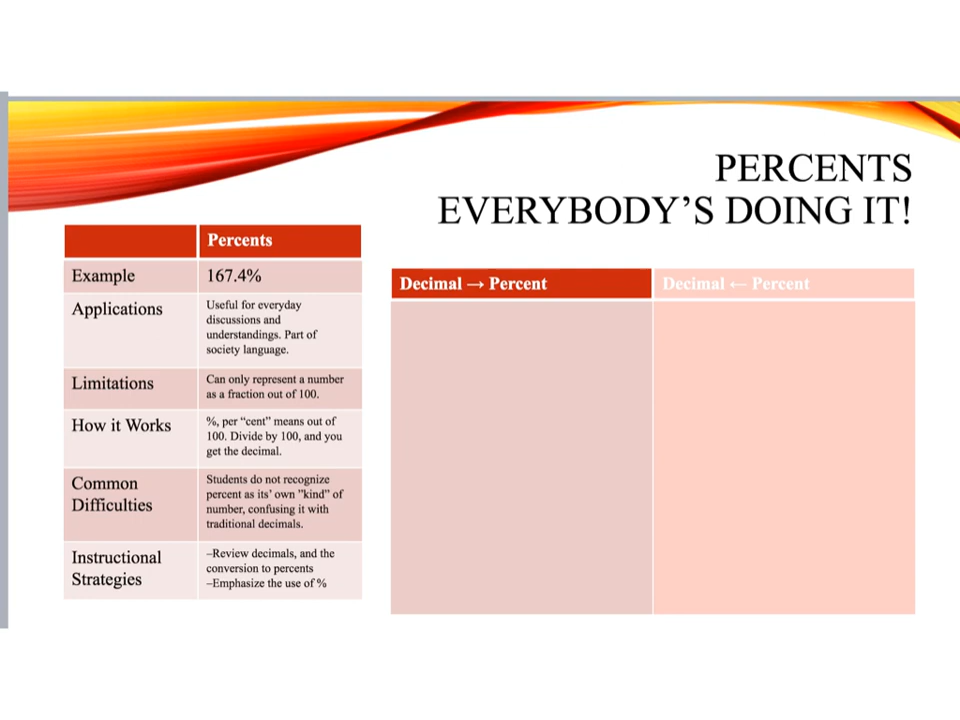 PERCENTS
EVERYBODY’S DOING IT!
Percents
Example
167.4%
Applications
Useful for everyday
discussions and
understandings. Part of
society language.
Limitations
Can only represent a number
as a fraction out of 100.
How it Works
%, per “cent” means out of
100. Divide by 100, and you
get the decimal.
Common
Difficulties
Students do not recognize
percent as its’ own ”kind” of
number, confusing it with
traditional decimals.
Instructional
Strategies
–Review decimals, and the
conversion to percents
–Emphasize the use of %
Decimal → Percent
Decimal ← Percent